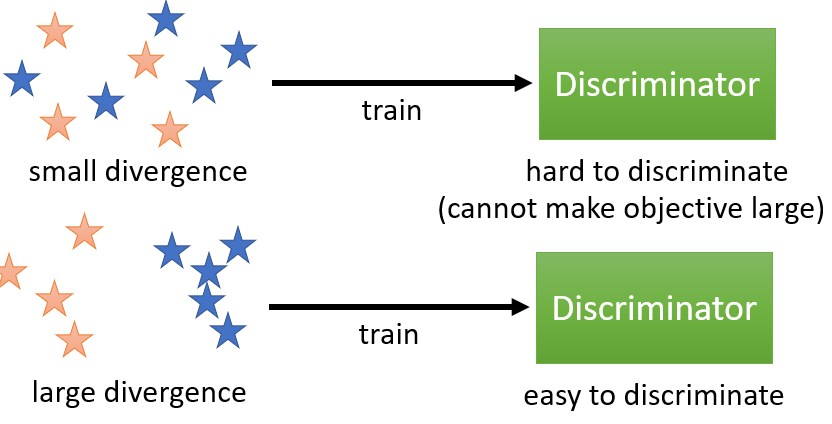 train
Discriminator
small divergence
hard to discriminate
(cannot make objective large)
train
Discriminator
large divergence
easy to discriminate